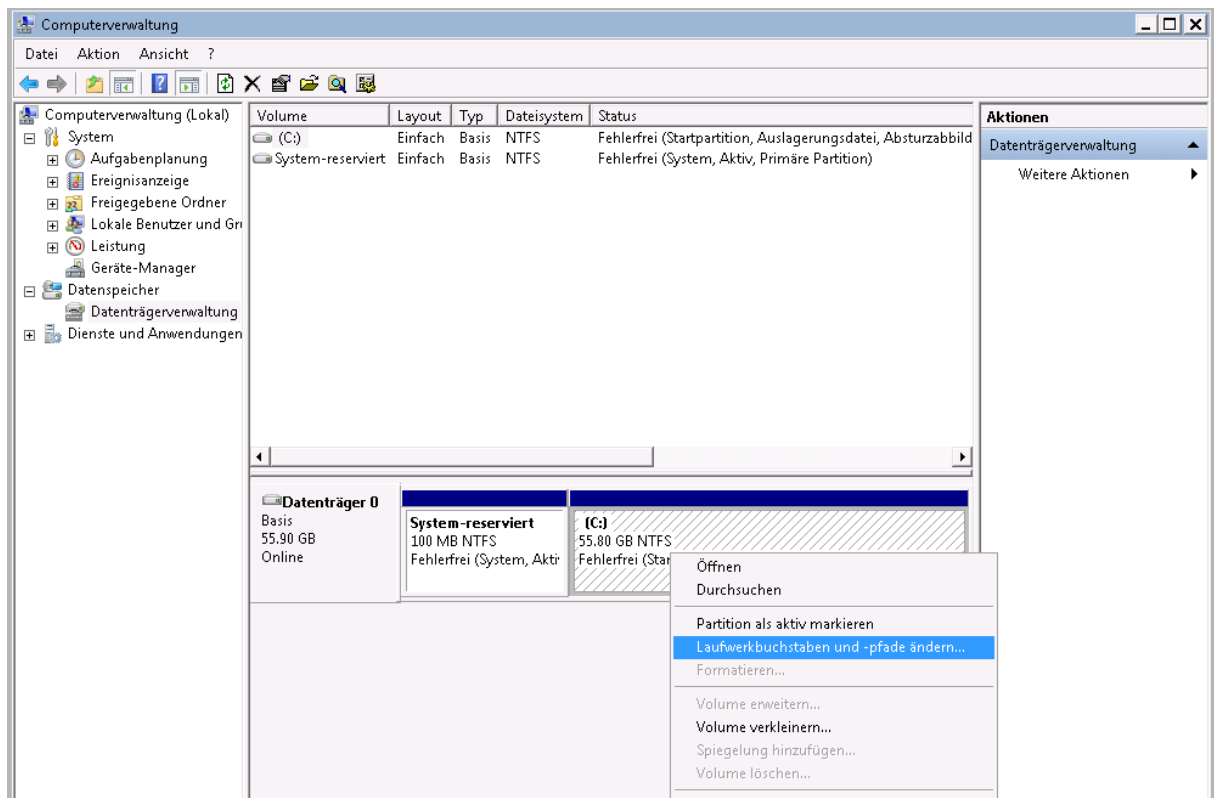 Computerverwaltung
Datei Aktion Ansicht ?
Computerverwaltung (Lokal)
System
Aufgabenplanung
Ereignisanzeige
Freigegebene Ordner
Lokale Benutzer und Gru
Leistung
Geräte-Manager
Datenspeicher
Datenträgerverwaltung
Dienste und Anwendungen
Volume Layout Typ Dateisystem Status
(C:) Einfach Basis NTFS Fehlerfrei (Startpartition, Auslagerungsdatei, Absturzabbild
System-reserviert Einfach Basis NTFS Fehlerfrei (System, Aktiv, Primäre Partition)
Aktionen
Datenträgerverwaltung
Weitere Aktionen
Datenträger 0
Basis
55.90 GB
Online
System-reserviert
100 MB NTFS
Fehlerfrei (System, Aktiv
(C:)
55.80 GB NTFS
Fehlerfrei (Star
Öffnen
Durchsuchen
Partition als aktiv markieren
Laufwerkbuchstaben und -pfade ändern...
Formatieren...
Volume erweitern...
Volume verkleinern...
Spiegelung hinzufügen...
Volume löschen...